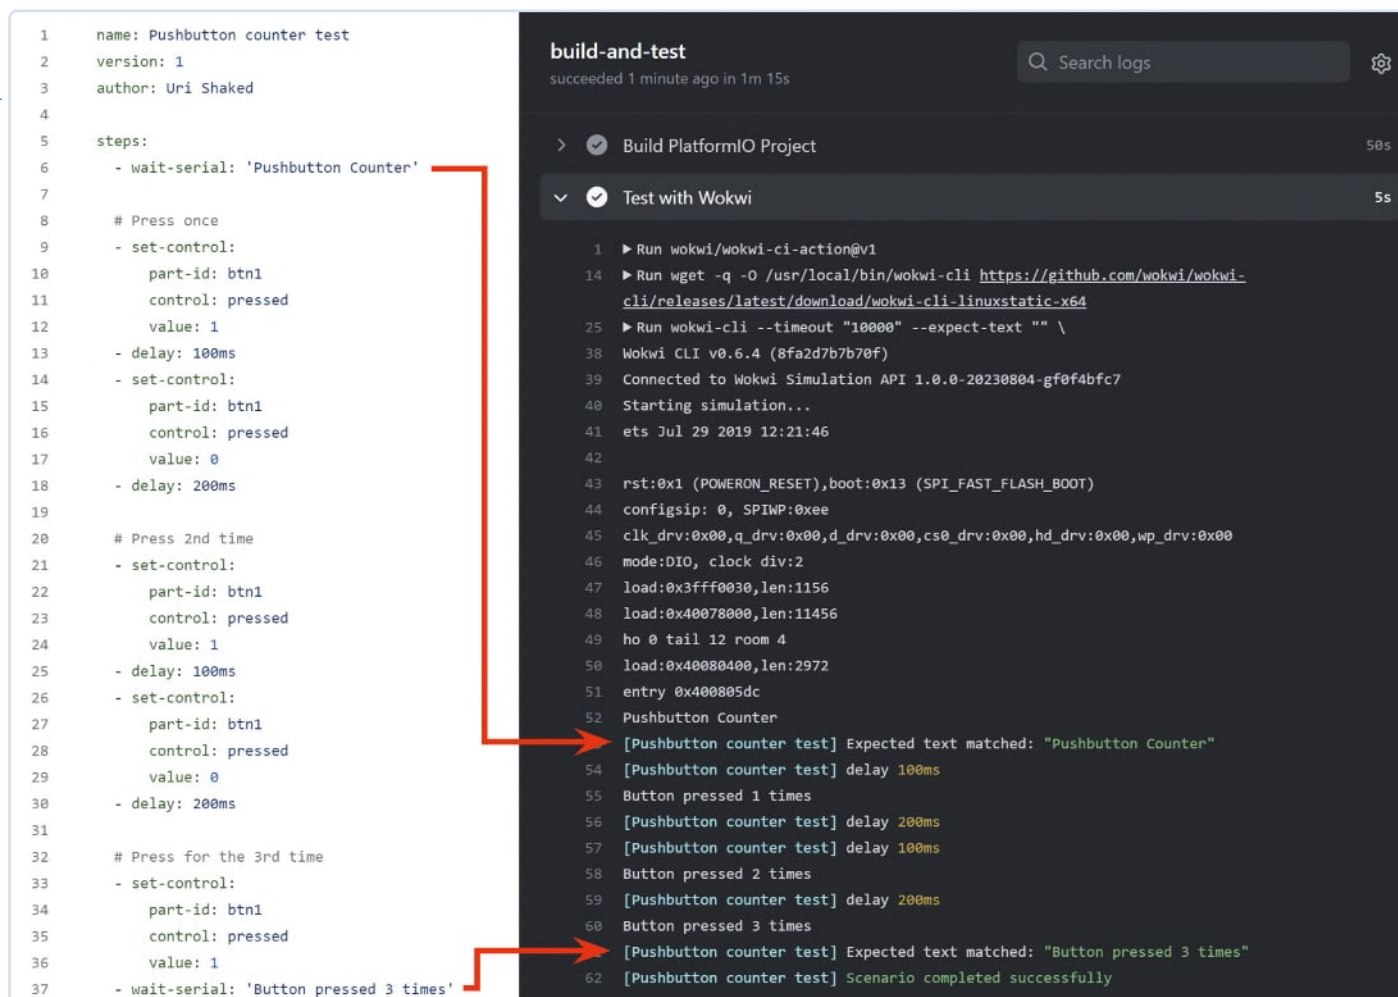 1 name: Pushbutton counter test
2 version: 1
3 author: Uri Shaked
4
5 steps:
6 - wait-serial: 'Pushbutton Counter'
7
8 # Press once
9 - set-control:
10 part-id: btn1
11 control: pressed
12 value: 1
13 - delay: 100ms
14 - set-control:
15 part-id: btn1
16 control: pressed
17 value: 0
18 - delay: 200ms
19
20 # Press 2nd time
21 - set-control:
22 part-id: btn1
23 control: pressed
24 value: 1
25 - delay: 100ms
26 - set-control:
27 part-id: btn1
28 control: pressed
29 value: 0
30 - delay: 200ms
31
32 # Press for the 3rd time
33 - set-control:
34 part-id: btn1
35 control: pressed
36 value: 1
37 - wait-serial: 'Button pressed 3 times'
build-and-test
succeeded 1 minute ago in 1m 15s
Search logs
Build PlatformIO Project 50s
Test with Wokwi 5s
1 ▶ Run wokwi/wokwi-ci-action@v1
14 ▶ Run wget -q -O /usr/local/bin/wokwi-cli https://github.com/wokwi/wokwi-
cli/releases/latest/download/wokwi-cli-linuxstatic-x64
25 ▶ Run wokwi-cli --timeout "10000" --expect-text "" \
38 Wokwi CLI v0.6.4 (8fa2d7b7b70f)
39 Connected to Wokwi Simulation API 1.0.0-20230804-gf0f4bfc7
40 Starting simulation...
41 ets Jul 29 2019 12:21:46
42
43 rst:0x1 (POWERON_RESET),boot:0x13 (SPI_FAST_FLASH_BOOT)
44 configsip: 0, SPIWP:0xee
45 clk_drv:0x00,q_drv:0x00,d_drv:0x00,cs0_drv:0x00,hd_drv:0x00,wp_drv:0x00
46 mode:DIO, clock div:2
47 load:0x3fff0030,len:1156
48 load:0x40078000,len:11456
49 ho 0 tail 12 room 4
50 load:0x40080400,len:2972
51 entry 0x400805dc
52 Pushbutton Counter
[Pushbutton counter test] Expected text matched: "Pushbutton Counter"
54 [Pushbutton counter test] delay 100ms
55 Button pressed 1 times
56 [Pushbutton counter test] delay 200ms
57 [Pushbutton counter test] delay 100ms
58 Button pressed 2 times
59 [Pushbutton counter test] delay 200ms
60 Button pressed 3 times
[Pushbutton counter test] Expected text matched: "Button pressed 3 times"
62 [Pushbutton counter test] Scenario completed successfully